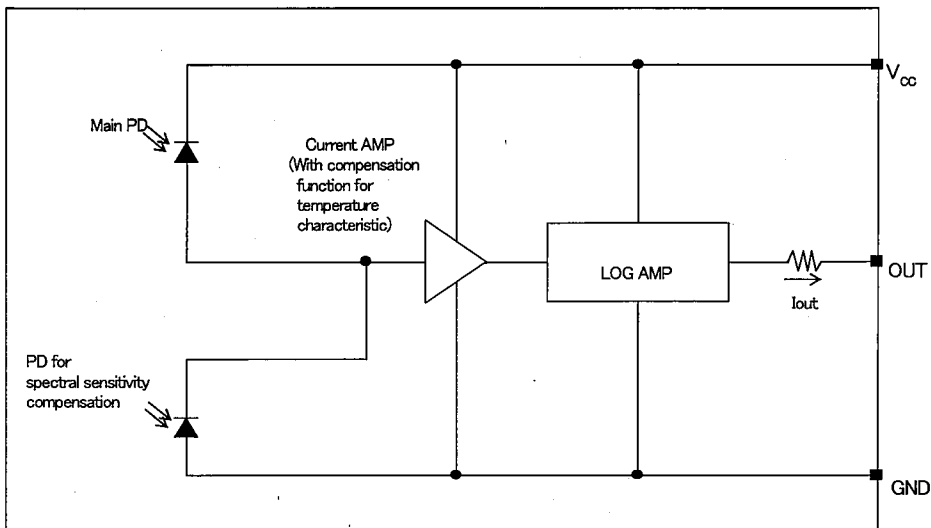 Vcc
Main PD
Current AMP
(With compensation
function for
temperature
characteristic)
LOG AMP
OUT
Iout
PD for
spectral sensitivity
compensation
GND